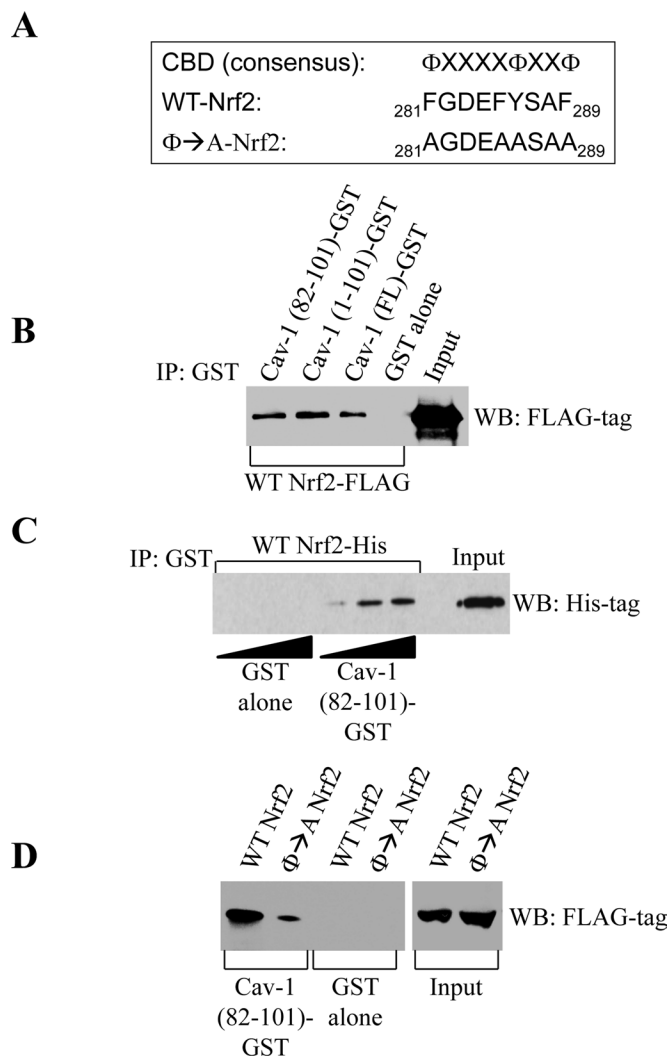 A
CBD (consensus): ΦXXXXΦXXΦ
WT-Nrf2: 281FGDEFYSAF289
Φ→A-Nrf2: 281AGDEAASAA289
B
IP: GST
Cav-1 (82-101)-GST
Cav-1 (1-101)-GST
Cav-1 (FL)-GST
GST alone
Input
WB: FLAG-tag
WT Nrf2-FLAG
C
IP: GST
WT Nrf2-His
Input
WB: His-tag
GST
alone
Cav-1
(82-101)-
GST
D
WT Nrf2
Φ→A Nrf2
WT Nrf2
Φ→A Nrf2
WT Nrf2
Φ→A Nrf2
WB: FLAG-tag
Cav-1
(82-101)-
GST
GST
alone
Input